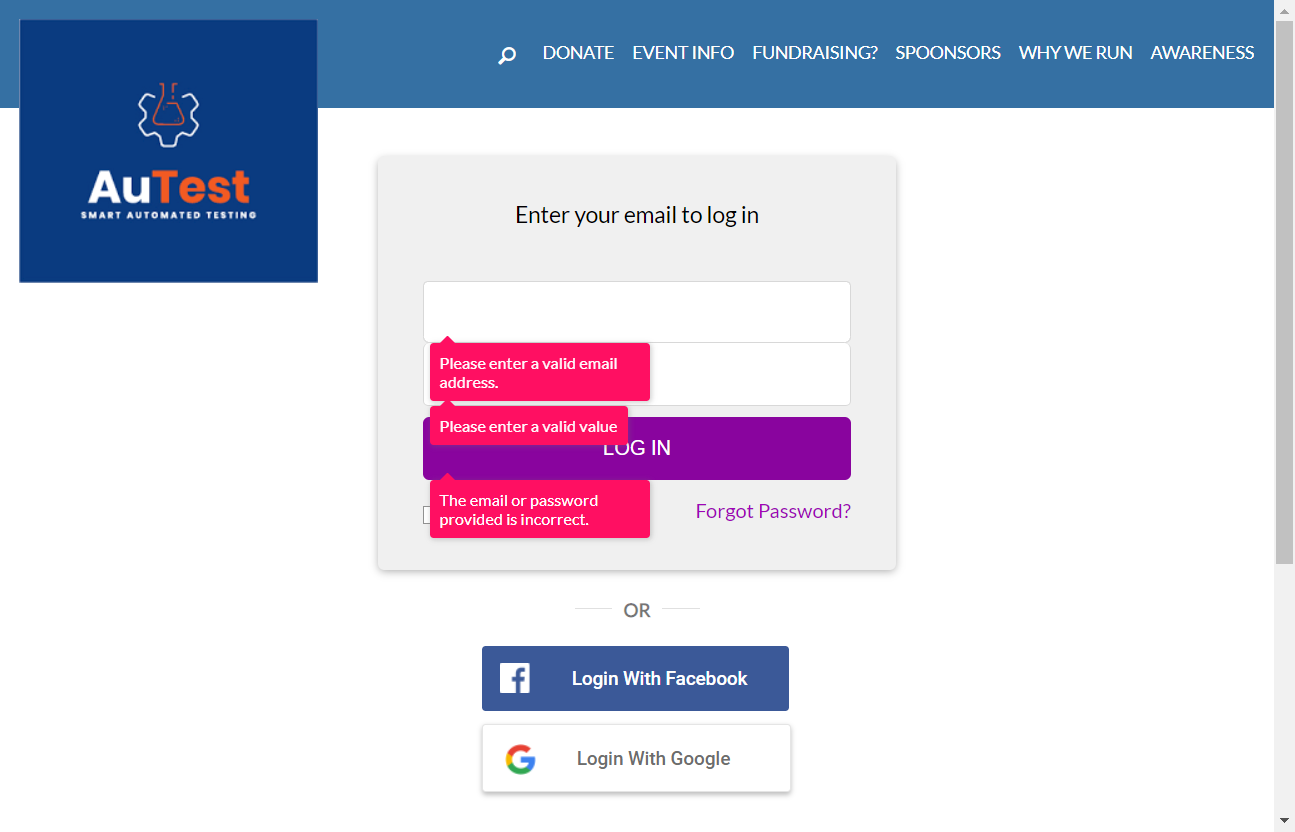 DONATE EVENT INFO FUNDRAISING? SPOONSORS WHY WE RUN AWARENESS
AuTest
SMART AUTOMATED TESTING
Enter your email to log in
Please enter a valid email
address.
Please enter a valid value
LOG IN
The email or password
provided is incorrect.
Forgot Password?
OR
Login With Facebook
Login With Google